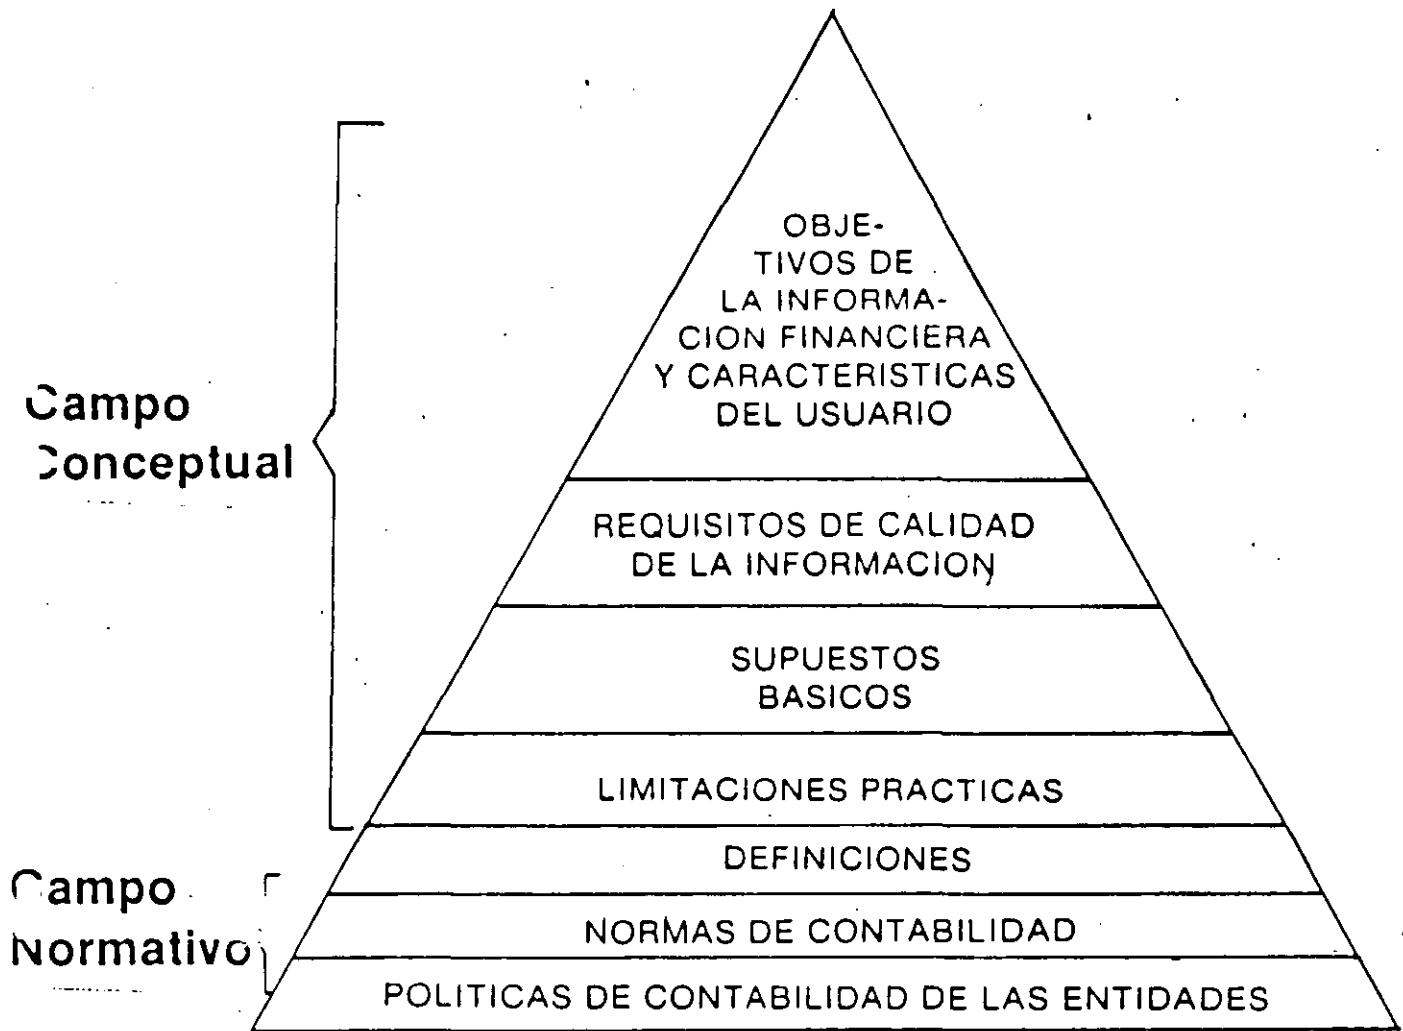 OBJE-
TIVOS DE
LA INFORMA-
CION FINANCIERA
Y CARACTERISTICAS
DEL USUARIO
Campo
Conceptual
REQUISITOS DE CALIDAD
DE LA INFORMACION
SUPUESTOS
BASICOS
LIMITACIONES PRACTICAS
DEFINICIONES
Campo
Normativo
NORMAS DE CONTABILIDAD
POLITICAS DE CONTABILIDAD DE LAS ENTIDADES